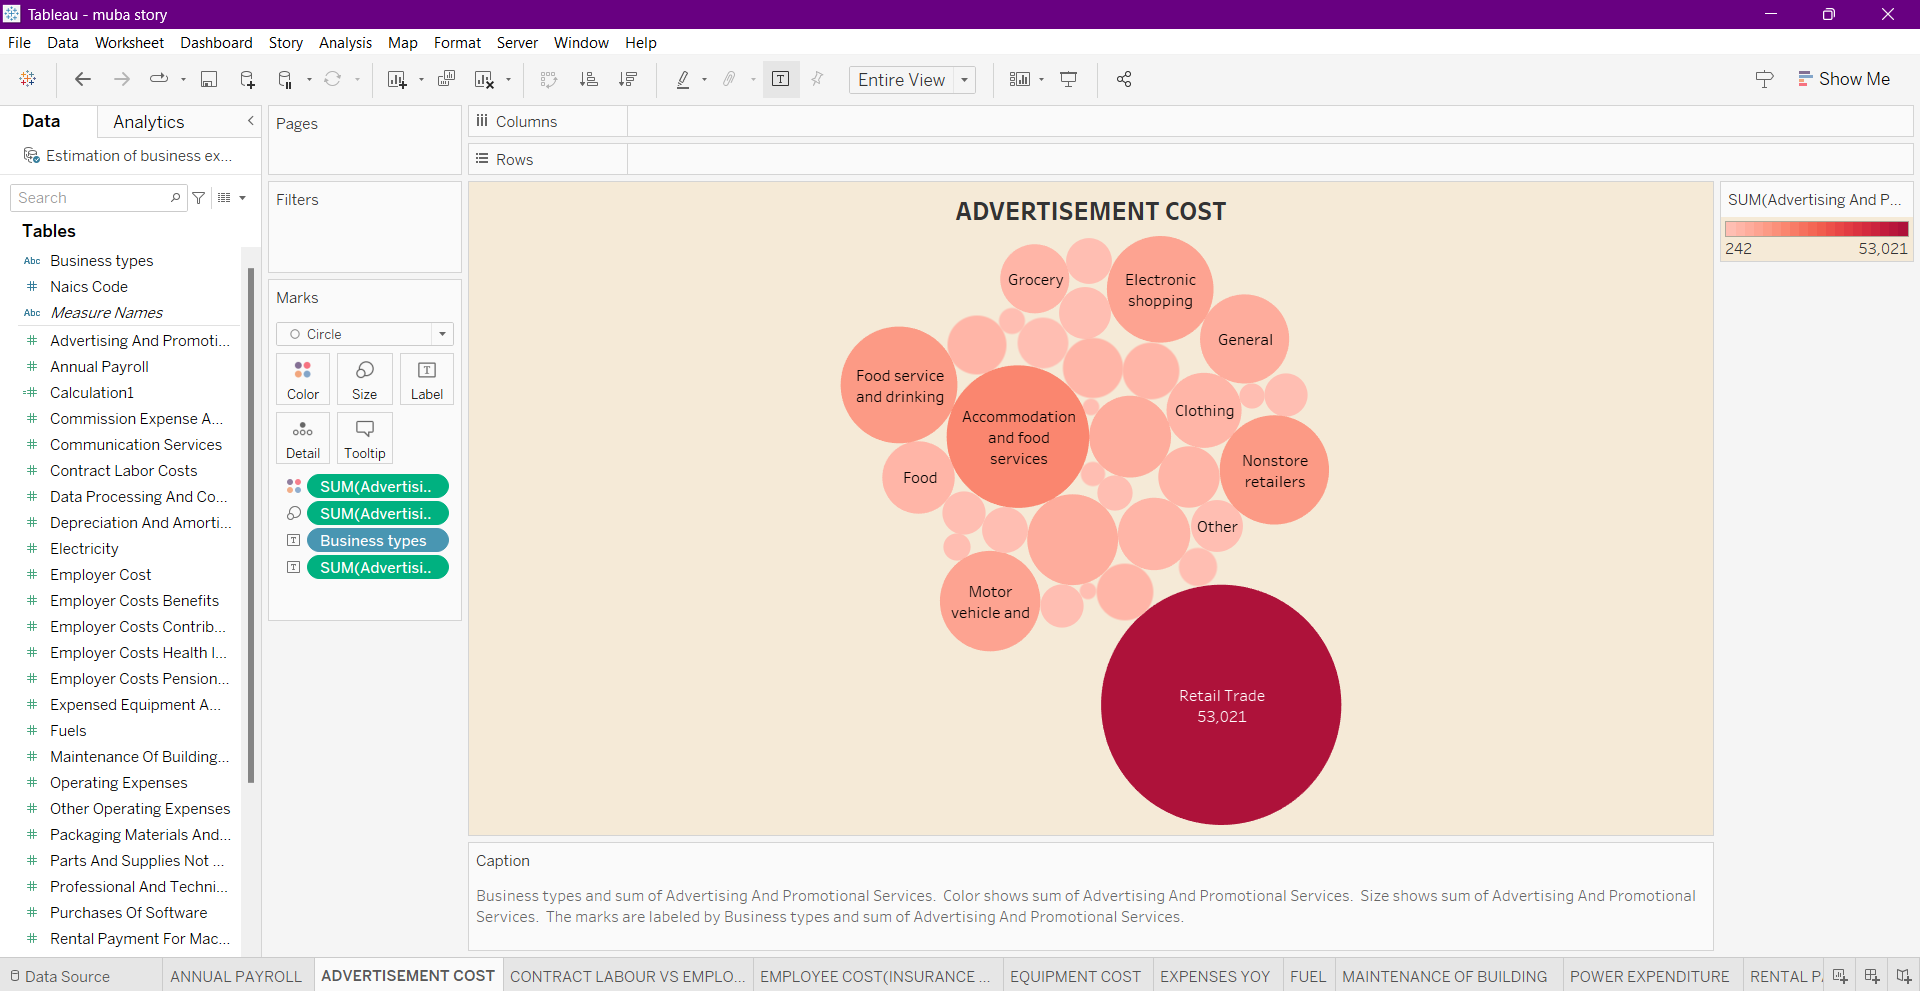 Tableau - muba story
File Data Worksheet Dashboard Story Analysis Map Format Server Window Help
Entire View
Show Me
Data Analytics
Estimation of business ex...
Search
Tables
Abc Business types
# Naics Code
Abc Measure Names
# Advertising And Promoti...
# Annual Payroll
=# Calculation1
# Commission Expense A...
# Communication Services
# Contract Labor Costs
# Data Processing And Co...
# Depreciation And Amorti...
# Electricity
# Employer Cost
# Employer Costs Benefits
# Employer Costs Contrib...
# Employer Costs Health I...
# Employer Costs Pension...
# Expensed Equipment A...
# Fuels
# Maintenance Of Building...
# Operating Expenses
# Other Operating Expenses
# Packaging Materials And...
# Parts And Supplies Not ...
# Professional And Techni...
# Purchases Of Software
# Rental Payment For Mac...
Pages
Filters
Marks
Circle
Color Size Label
Detail Tooltip
SUM(Advertisi..
SUM(Advertisi..
Business types
SUM(Advertisi..
Columns
Rows
ADVERTISEMENT COST
Grocery
Electronic
shopping
General
Food service
and drinking
Accommodation
and food
services
Clothing
Food
Nonstore
retailers
Other
Motor
vehicle and
Retail Trade
53,021
SUM(Advertising And P...
242 53,021
Caption
Business types and sum of Advertising And Promotional Services. Color shows sum of Advertising And Promotional Services. Size shows sum of Advertising And Promotional
Services. The marks are labeled by Business types and sum of Advertising And Promotional Services.
Data Source ANNUAL PAYROLL ADVERTISEMENT COST CONTRACT LABOUR VS EMPLO... EMPLOYEE COST(INSURANCE ... EQUIPMENT COST EXPENSES YOY FUEL MAINTENANCE OF BUILDING POWER EXPENDITURE RENTAL P